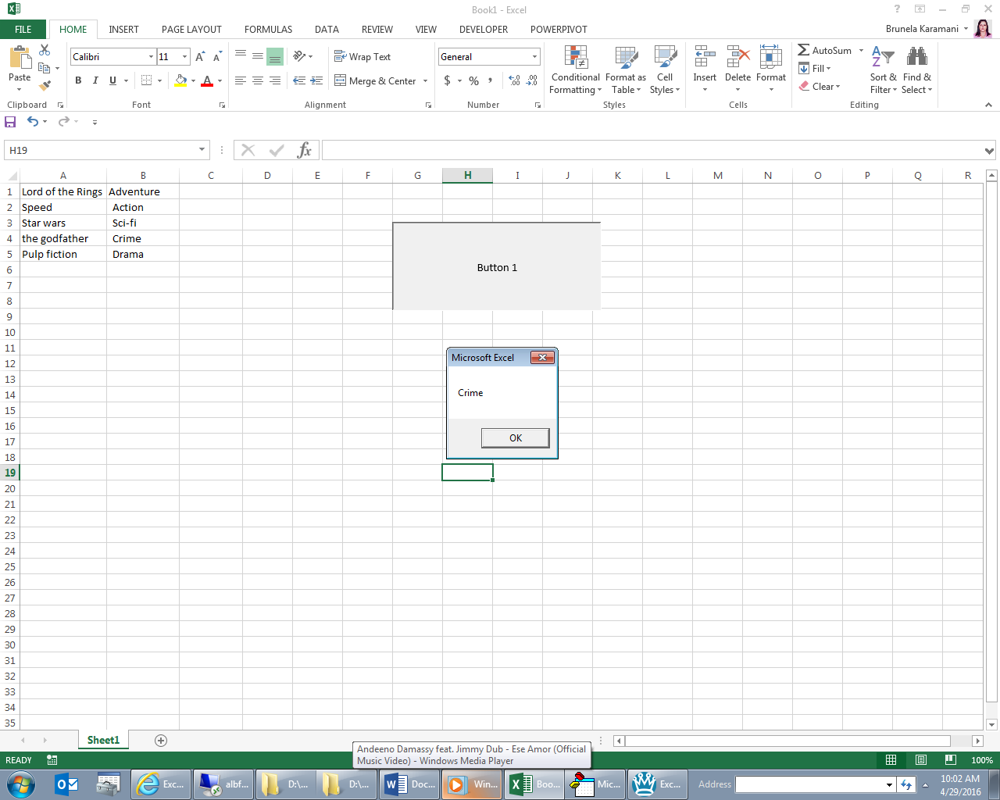 Book1 - Excel
FILE HOME INSERT PAGE LAYOUT FORMULAS DATA REVIEW VIEW DEVELOPER POWERPIVOT Brunela Karamani
Paste
Calibri 11
B I U
Wrap Text
Merge & Center
General
$ % ,
Conditional Formatting
Format as Table
Cell Styles
Insert
Delete
Format
AutoSum
Fill
Clear
Sort & Filter
Find & Select
Clipboard Font Alignment Number Styles Cells Editing
H19 fx
A B C D E F G H I J K L M N O P Q R
1 Lord of the Rings Adventure
2 Speed Action
3 Star wars Sci-fi
4 the godfather Crime
5 Pulp fiction Drama
6
7
8
9
10
11
12
13
14
15
16
17
18
19
20
21
22
23
24
25
26
27
28
29
30
31
32
33
34
35
Button 1
Microsoft Excel
Crime
OK
Sheet1
Andeeno Damassy feat. Jimmy Dub - Ese Amor (Official
Music Video) - Windows Media Player
READY 100%
Exc... albf... D:\... D:\... Doc... Win... Boo... Mic... Exc... Address 10:02 AM
4/29/2016